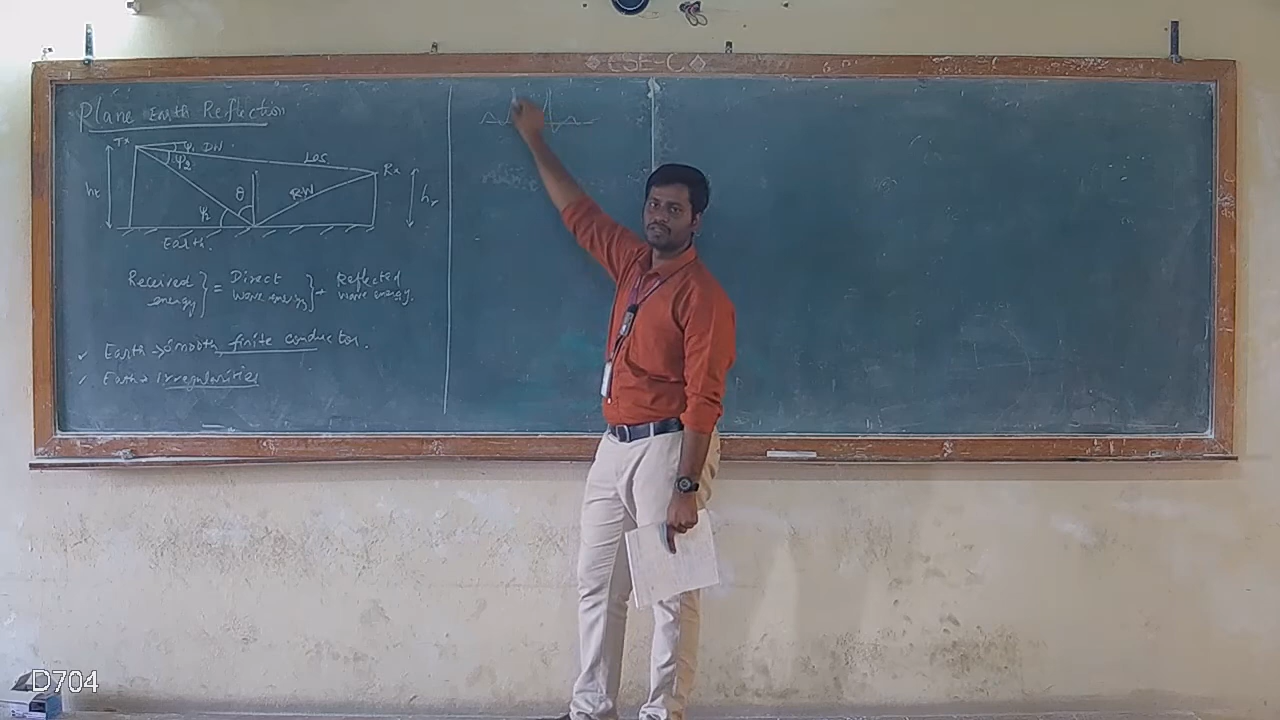 ◇ CSE-C ◇
Plane Earth Reflection
Tx ψ1 DW LOS
ψ2
Rx
ht θ RW hr
ψ2
Earth.
Received energy } = Direct wave energy } + Reflected wave energy.
✓ Earth → smooth finite conductor.
✓ Earth → Irregularities
D704